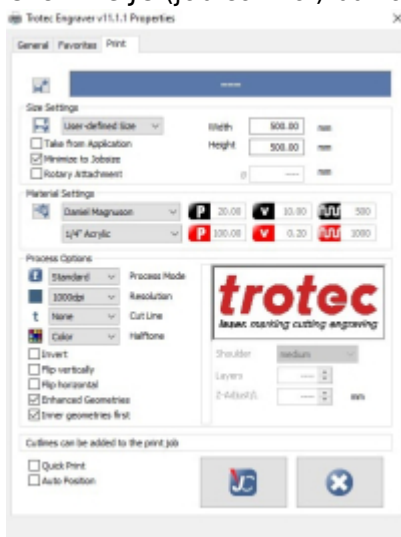 Trotec Engraver v11.1.1 Properties
General Favorites Print
----
Size Settings
User-defined Size Width 500.00 mm
Take from Application Height 500.00 mm
Minimize to Jobsize
Rotary Attachment ø ---- mm
Material Settings
Daniel Magnuson P 20.00 V 10.00 500
1/4" Acrylic P 100.00 V 0.20 1000
Process Options
Standard Process Mode
1000dpi Resolution
t None Cut Line
Color Halftone
trotec
laser. marking cutting engraving
Invert
Flip vertically
Flip horizontal
Enhanced Geometries
Inner geometries first
Shoulder medium
Layers ----
Z-Adjust/L ---- mm
Cutlines can be added to the print job
Quick Print
Auto Position
JC